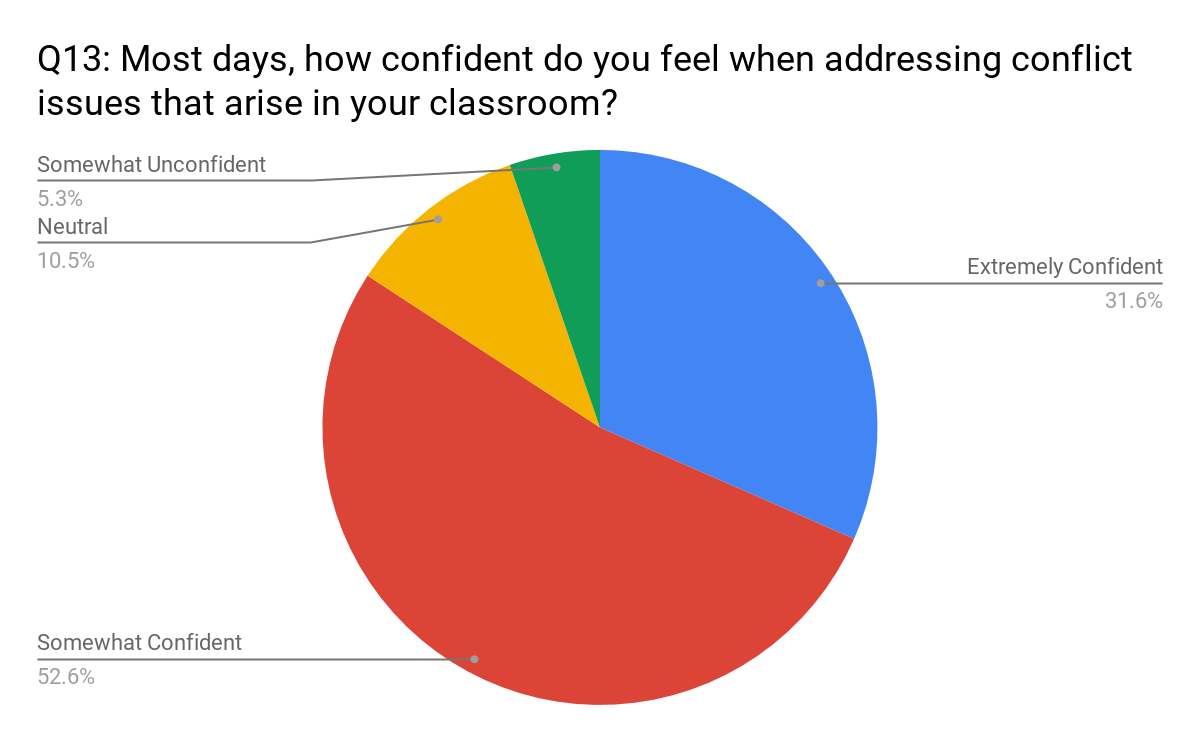 Q13: Most days, how confident do you feel when addressing conflict
issues that arise in your classroom?
Somewhat Unconfident
5.3%
Neutral
10.5%
Extremely Confident
31.6%
Somewhat Confident
52.6%